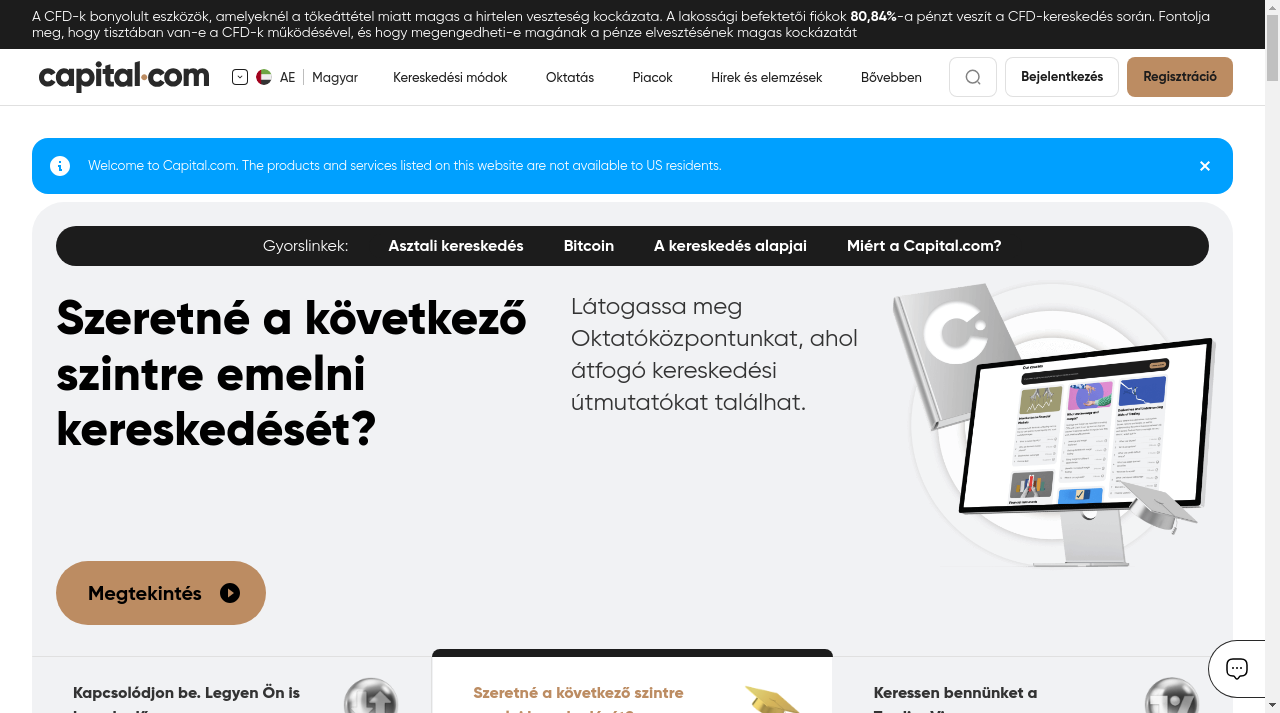 A CFD-k bonyolult eszközök, amelyeknél a tőkeáttétel miatt magas a hirtelen veszteség kockázata. A lakossági befektetői fiókok 80,84%-a pénzt veszít a CFD-kereskedés során. Fontolja
meg, hogy tisztában van-e a CFD-k működésével, és hogy megengedheti-e magának a pénze elvesztésének magas kockázatát
capital.com AE Magyar Kereskedési módok Oktatás Piacok Hírek és elemzések Bővebben Bejelentkezés Regisztráció
Welcome to Capital.com. The products and services listed on this website are not available to US residents.
Gyorslinkek: Asztali kereskedés Bitcoin A kereskedés alapjai Miért a Capital.com?
Szeretné a következő
szintre emelni
kereskedését?
Látogassa meg
Oktatóközpontunkat, ahol
átfogó kereskedési
útmutatókat találhat.
Megtekintés
Kapcsolódjon be. Legyen Ön is
Szeretné a következő szintre
Keressen bennünket a